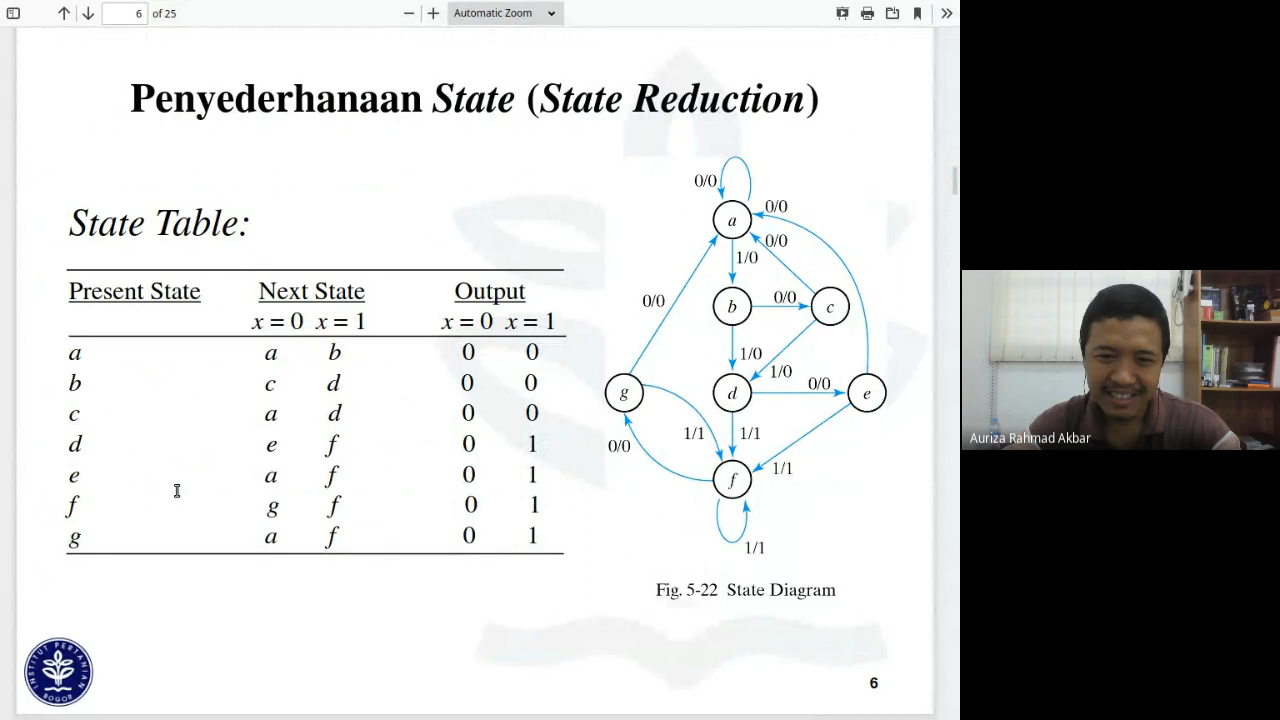 6 of 25
Automatic Zoom
Penyederhanaan State (State Reduction)
State Table:
Present State Next State Output
x = 0 x = 1 x = 0 x = 1
a a b 0 0
b c d 0 0
c a d 0 0
d e f 0 1
e a f 0 1
f g f 0 1
g a f 0 1
0/0
a
0/0
0/0
1/0
0/0
b
0/0
c
1/0
1/0
g
d
0/0
e
1/1
1/1
0/0
f
1/1
1/1
Fig. 5-22 State Diagram
INSTITUT PERTANIAN
BOGOR
6
Auriza Rahmad Akbar